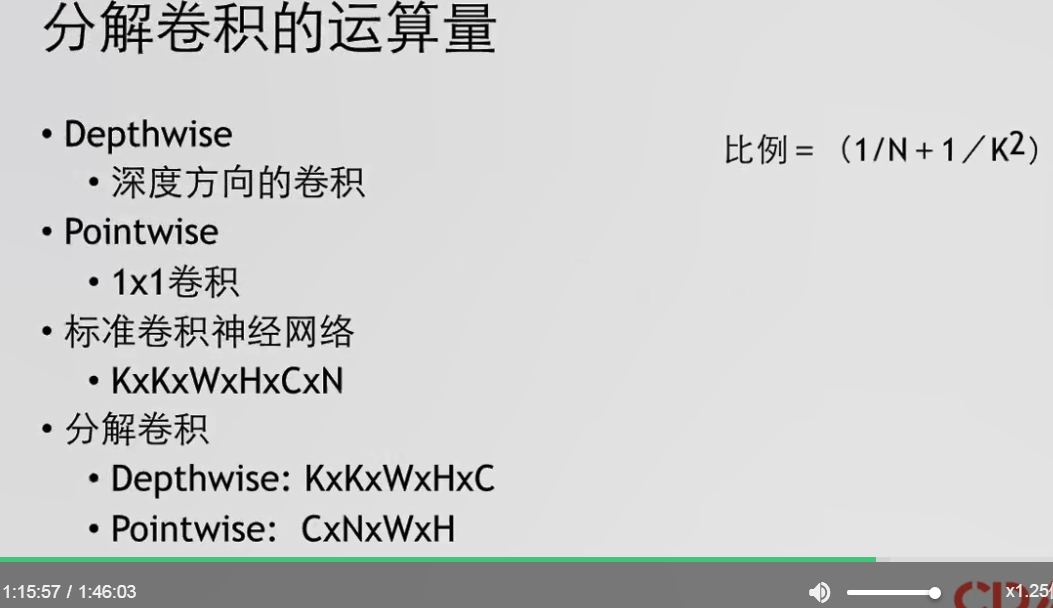 分解卷积的运算量
• Depthwise
• 深度方向的卷积
• Pointwise
• 1x1卷积
• 标准卷积神经网络
• KxKxWxHxCxN
• 分解卷积
• Depthwise: KxKxWxHxC
• Pointwise: CxNxWxH
比例＝（1/N＋1／K²）
1:15:57 / 1:46:03
x1.25